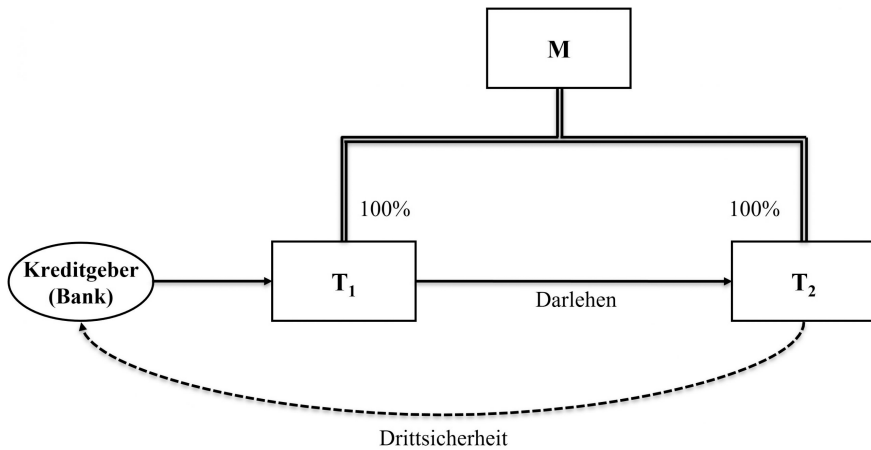 M
100%
100%
Kreditgeber
(Bank)
T1
Darlehen
T2
Drittsicherheit